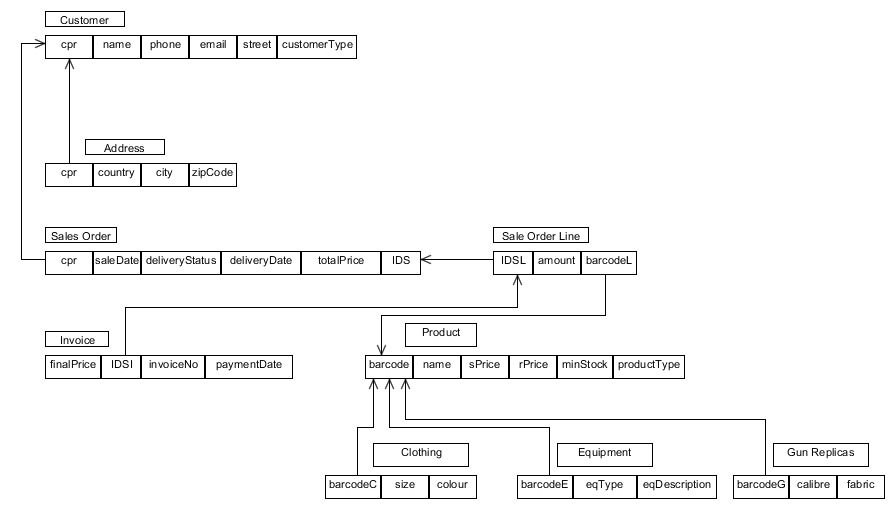 Customer
cpr name phone email street customerType
Address
cpr country city zipCode
Sales Order Sale Order Line
cpr saleDate deliveryStatus deliveryDate totalPrice IDS IDSL amount barcodeL
Invoice Product
finalPrice IDSI invoiceNo paymentDate barcode name sPrice rPrice minStock productType
Clothing Equipment Gun Replicas
barcodeC size colour barcodeE eqType eqDescription barcodeG calibre fabric